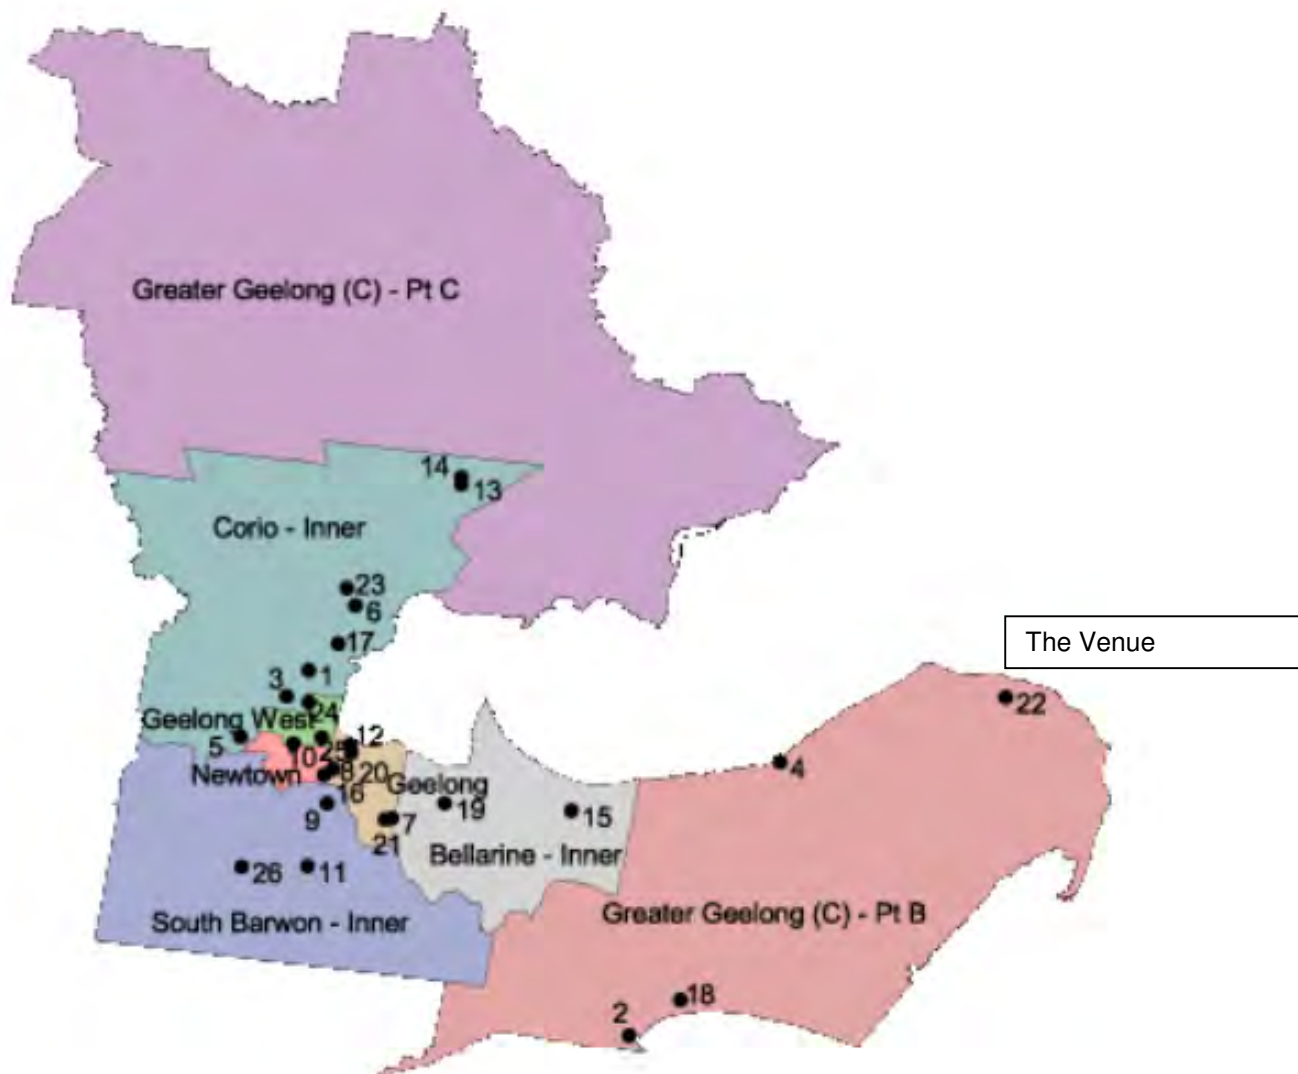 Greater Geelong (C) - Pt C
14
13
Corio - Inner
23
6
17
1
3
24
Geelong West
5
12
10
25
Newtown
8
20
Geelong
16
9
19
15
7
21
Bellarine - Inner
26
11
South Barwon - Inner
The Venue
22
4
Greater Geelong (C) - Pt B
18
2